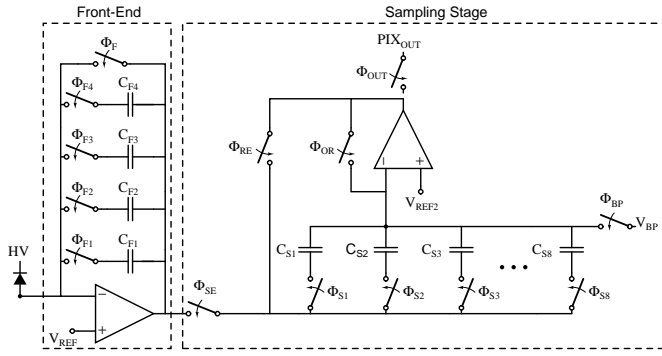 Front-End
Sampling Stage
Φ_F
PIX_OUT
Φ_F4 C_F4
Φ_OUT
Φ_F3 C_F3
Φ_RE Φ_OR
− +
Φ_F2 C_F2
V_REF2
Φ_BP
V_BP
Φ_F1 C_F1
HV
C_S1 C_S2 C_S3 C_S8
Φ_SE
Φ_S1 Φ_S2 Φ_S3 Φ_S8
−
+
V_REF